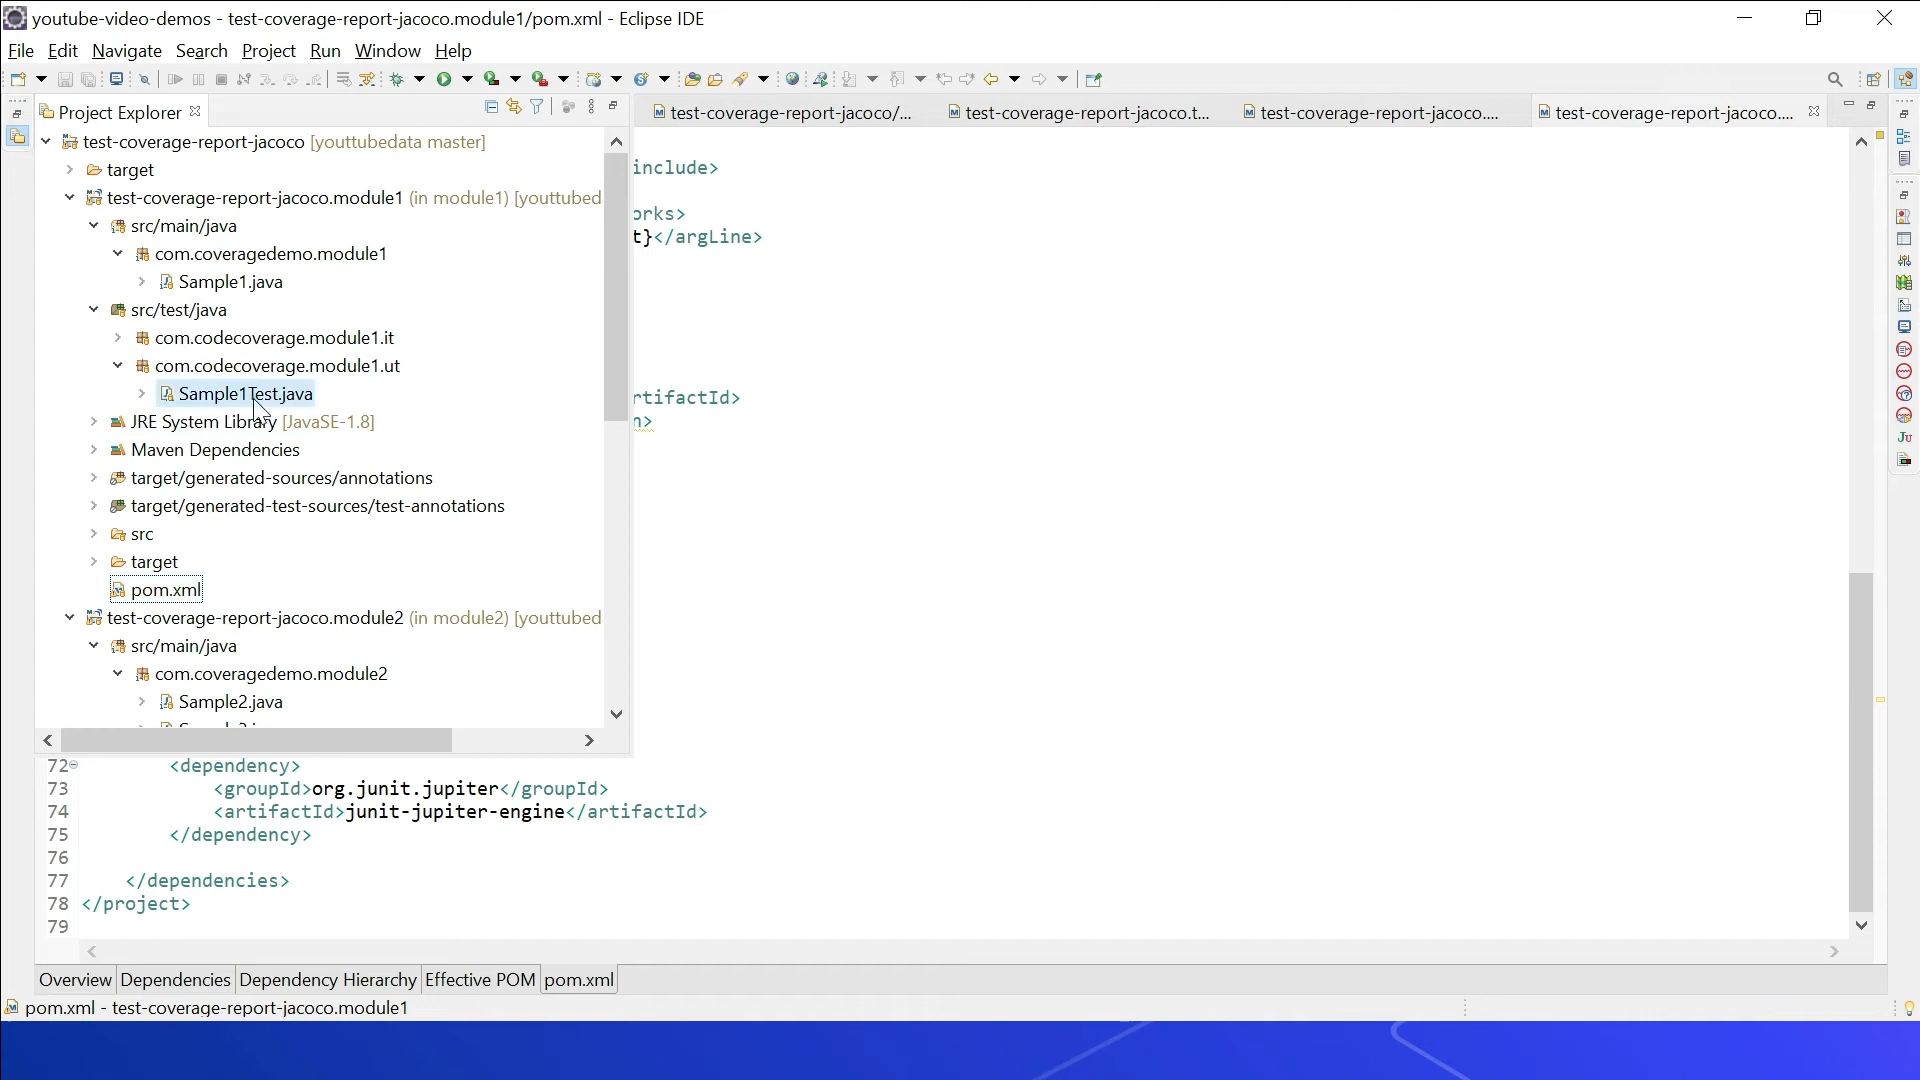 youtube-video-demos - test-coverage-report-jacoco.module1/pom.xml - Eclipse IDE
File Edit Navigate Search Project Run Window Help
Project Explorer
test-coverage-report-jacoco/...
test-coverage-report-jacoco.t...
test-coverage-report-jacoco....
test-coverage-report-jacoco....
test-coverage-report-jacoco [youttubedata master]
target
test-coverage-report-jacoco.module1 (in module1) [youttubed
src/main/java
com.coveragedemo.module1
Sample1.java
src/test/java
com.codecoverage.module1.it
com.codecoverage.module1.ut
Sample1Test.java
JRE System Library [JavaSE-1.8]
Maven Dependencies
target/generated-sources/annotations
target/generated-test-sources/test-annotations
src
target
pom.xml
test-coverage-report-jacoco.module2 (in module2) [youttubed
src/main/java
com.coveragedemo.module2
Sample2.java
include>
orks>
t}</argLine>
rtifactId>
n>
72 <dependency>
73 <groupId>org.junit.jupiter</groupId>
74 <artifactId>junit-jupiter-engine</artifactId>
75 </dependency>
76
77 </dependencies>
78 </project>
79
Overview Dependencies Dependency Hierarchy Effective POM pom.xml
pom.xml - test-coverage-report-jacoco.module1